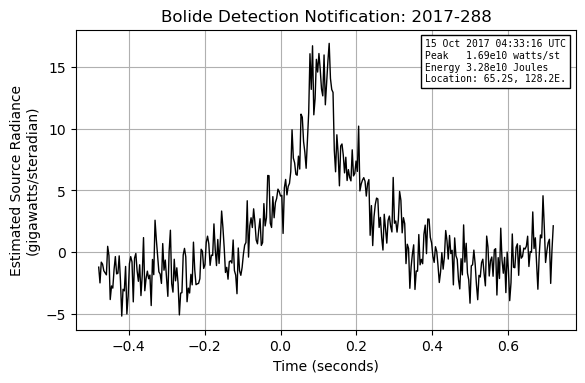 Bolide Detection Notification: 2017-288
15 Oct 2017 04:33:16 UTC
Peak   1.69e10 watts/st
Energy 3.28e10 Joules
Location: 65.2S, 128.2E.
Estimated Source Radiance
(gigawatts/steradian)
15
10
5
0
−5
−0.4 −0.2 0.0 0.2 0.4 0.6
Time (seconds)